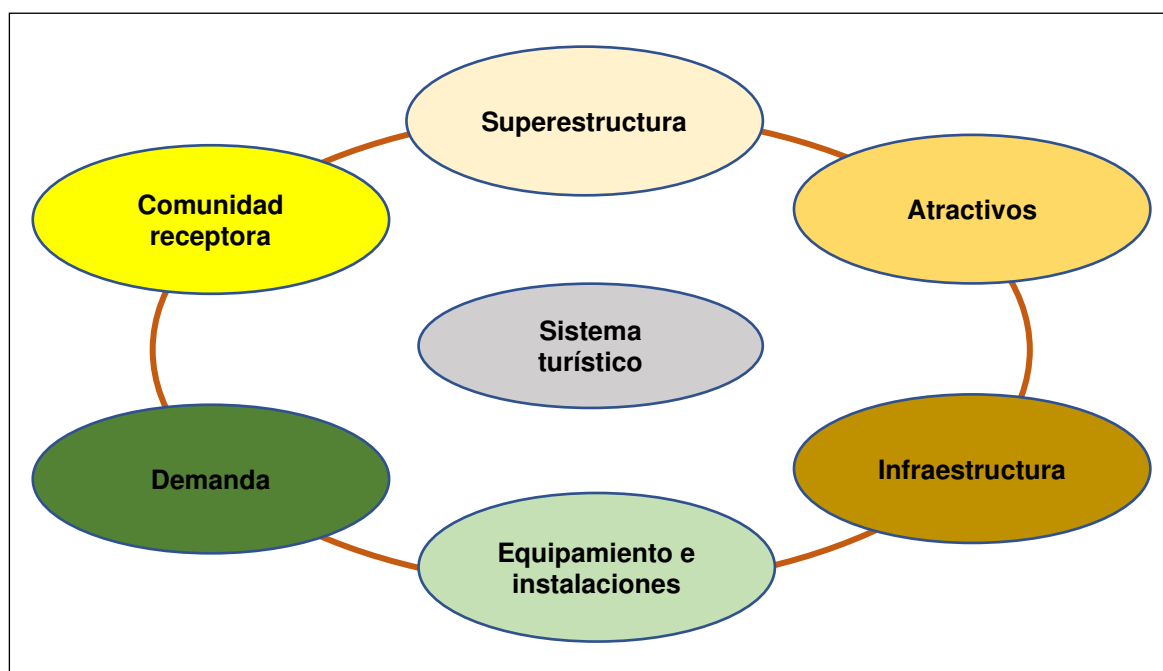 Superestructura
Comunidad
receptora
Atractivos
Sistema
turístico
Demanda
Infraestructura
Equipamiento e
instalaciones